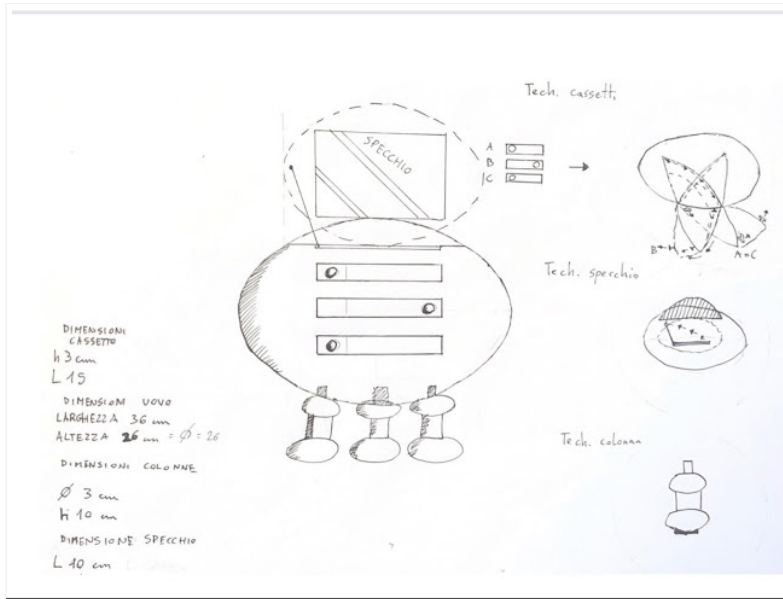 Tech. cassetti
SPECCHIO
A
B
C
B
A=C
Tech. specchio
DIMENSIONI
CASSETTO
h 3 cm
L 15
DIMENSIONI UOVO
LARGHEZZA 36 cm
ALTEZZA 26 cm = Ø = 26
DIMENSIONI COLONNE
Ø 3 cm
h 10 cm
DIMENSIONE SPECCHIO
L 10 cm
Tech. colonna